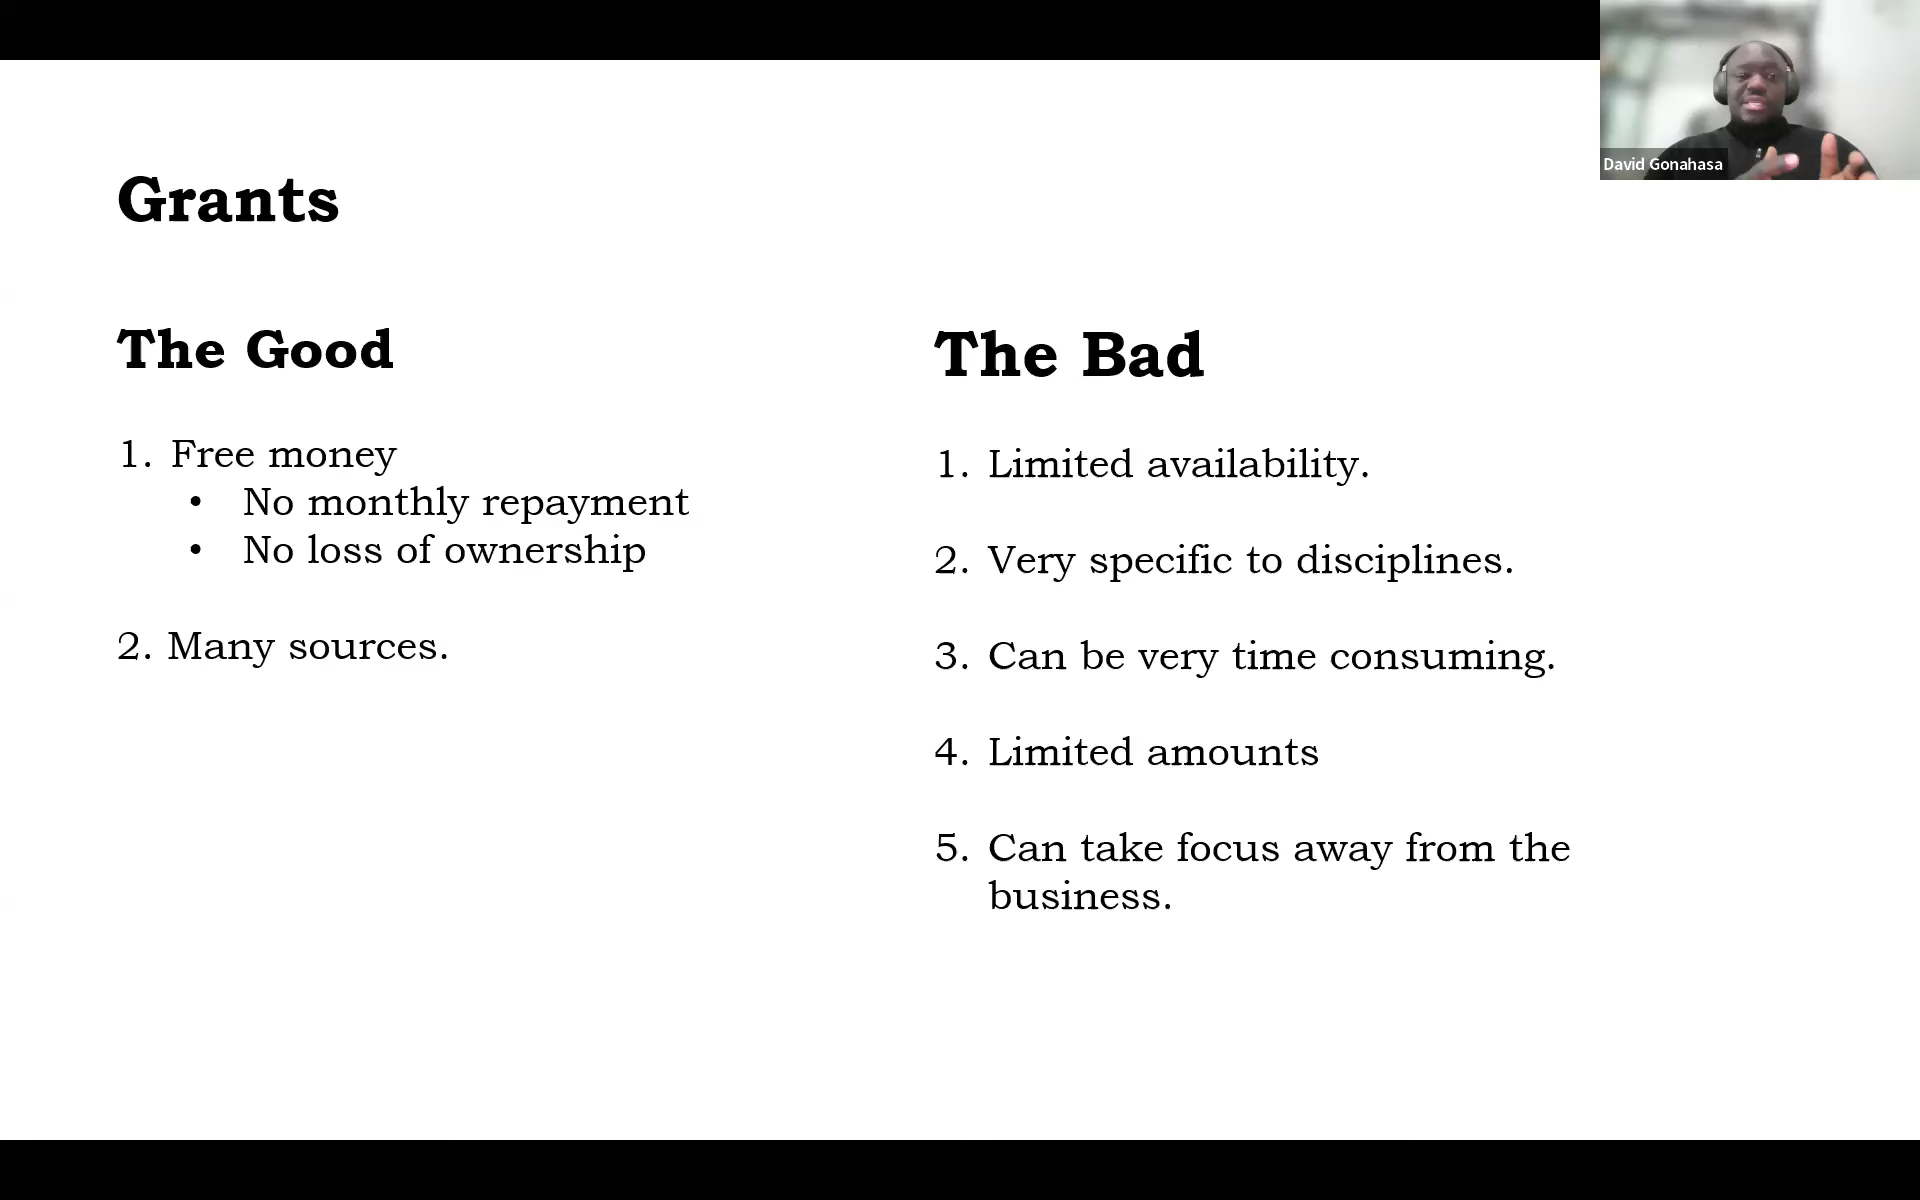 David Gonahasa
Grants
The Good
1. Free money
• No monthly repayment
• No loss of ownership
2. Many sources.
The Bad
1. Limited availability.
2. Very specific to disciplines.
3. Can be very time consuming.
4. Limited amounts
5. Can take focus away from the
business.